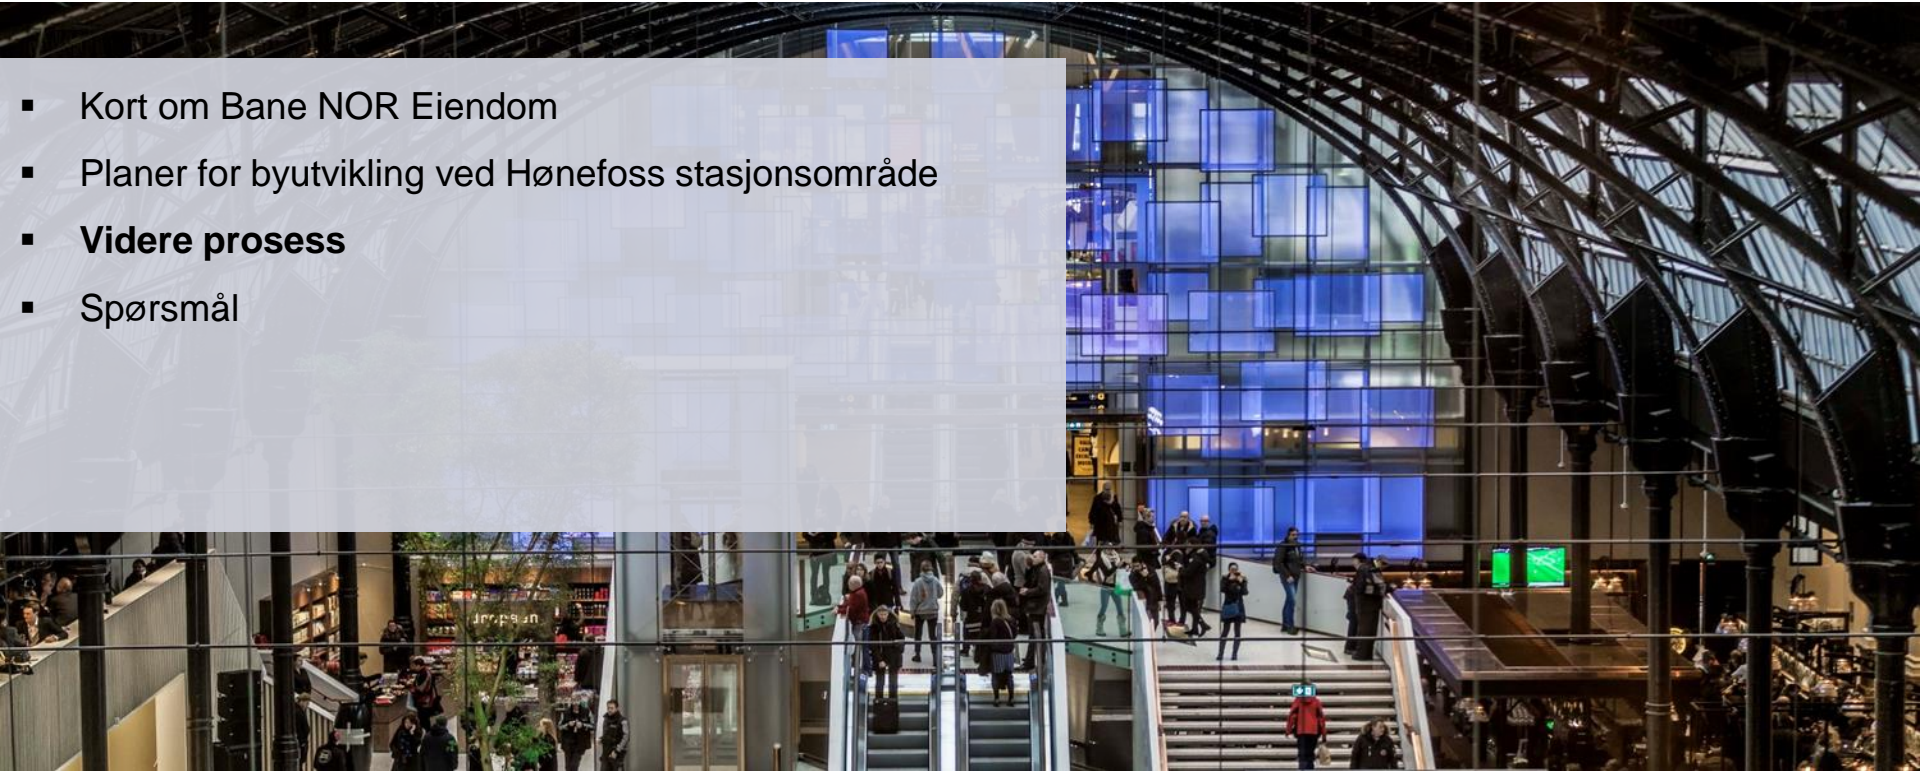 ▪ Kort om Bane NOR Eiendom
▪ Planer for byutvikling ved Hønefoss stasjonsområde
▪ Videre prosess
▪ Spørsmål